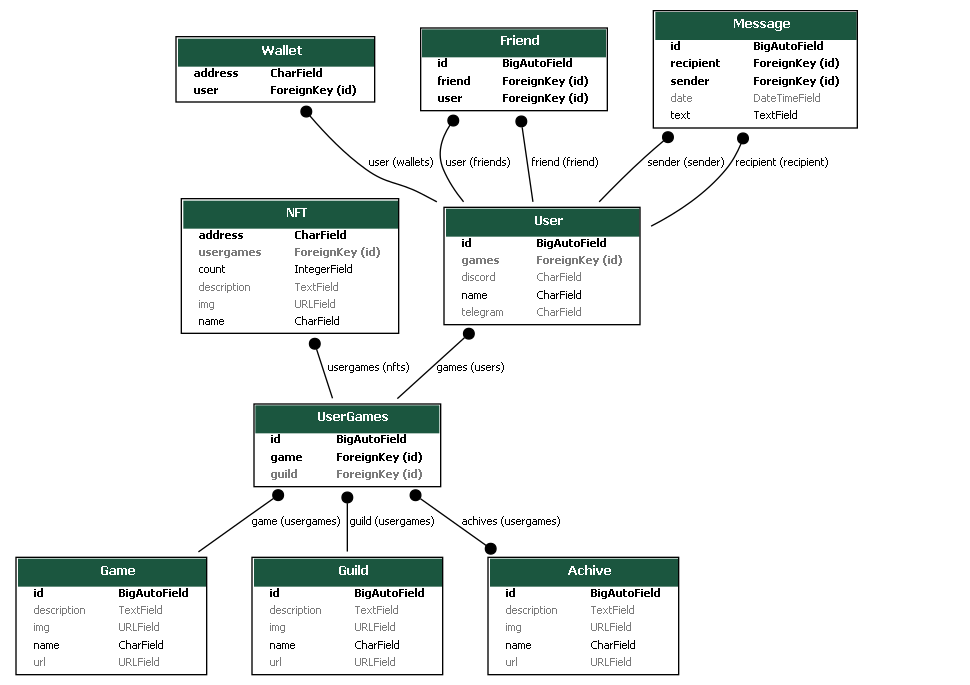 Wallet
address CharField
user ForeignKey (id)
Friend
id BigAutoField
friend ForeignKey (id)
user ForeignKey (id)
Message
id BigAutoField
recipient ForeignKey (id)
sender ForeignKey (id)
date DateTimeField
text TextField
user (wallets)
user (friends)
friend (friend)
sender (sender)
recipient (recipient)
NFT
address CharField
usergames ForeignKey (id)
count IntegerField
description TextField
img URLField
name CharField
User
id BigAutoField
games ForeignKey (id)
discord CharField
name CharField
telegram CharField
usergames (nfts)
games (users)
UserGames
id BigAutoField
game ForeignKey (id)
guild ForeignKey (id)
game (usergames)
guild (usergames)
achives (usergames)
Game
id BigAutoField
description TextField
img URLField
name CharField
url URLField
Guild
id BigAutoField
description TextField
img URLField
name CharField
url URLField
Achive
id BigAutoField
description TextField
img URLField
name CharField
url URLField